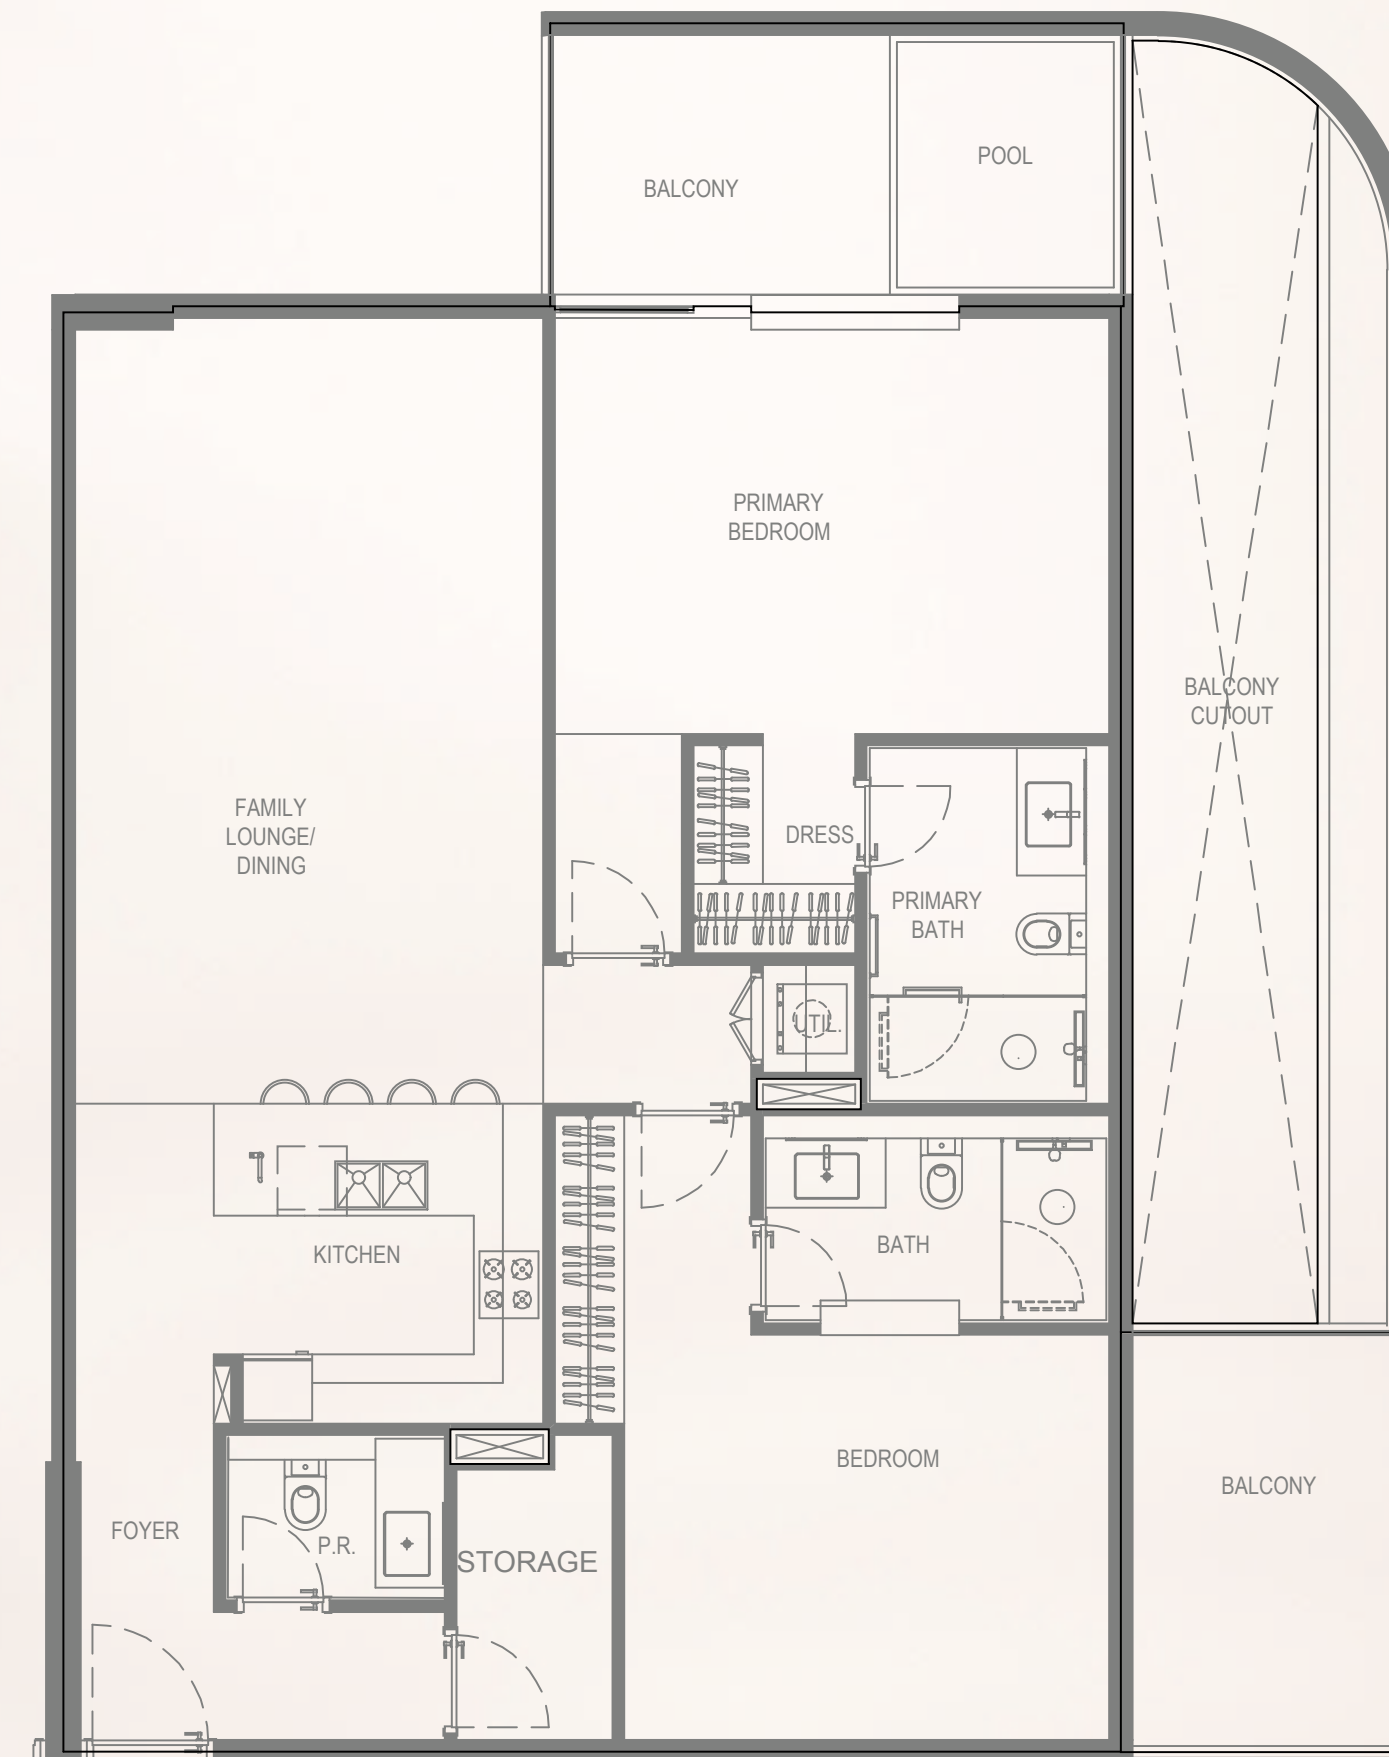 POOL
BALCONY
PRIMARY
BEDROOM
BALCONY
CUTOUT
FAMILY
LOUNGE/
DINING
DRESS
PRIMARY
BATH
UTIL.
KITCHEN
BATH
BEDROOM
BALCONY
FOYER
P.R.
STORAGE